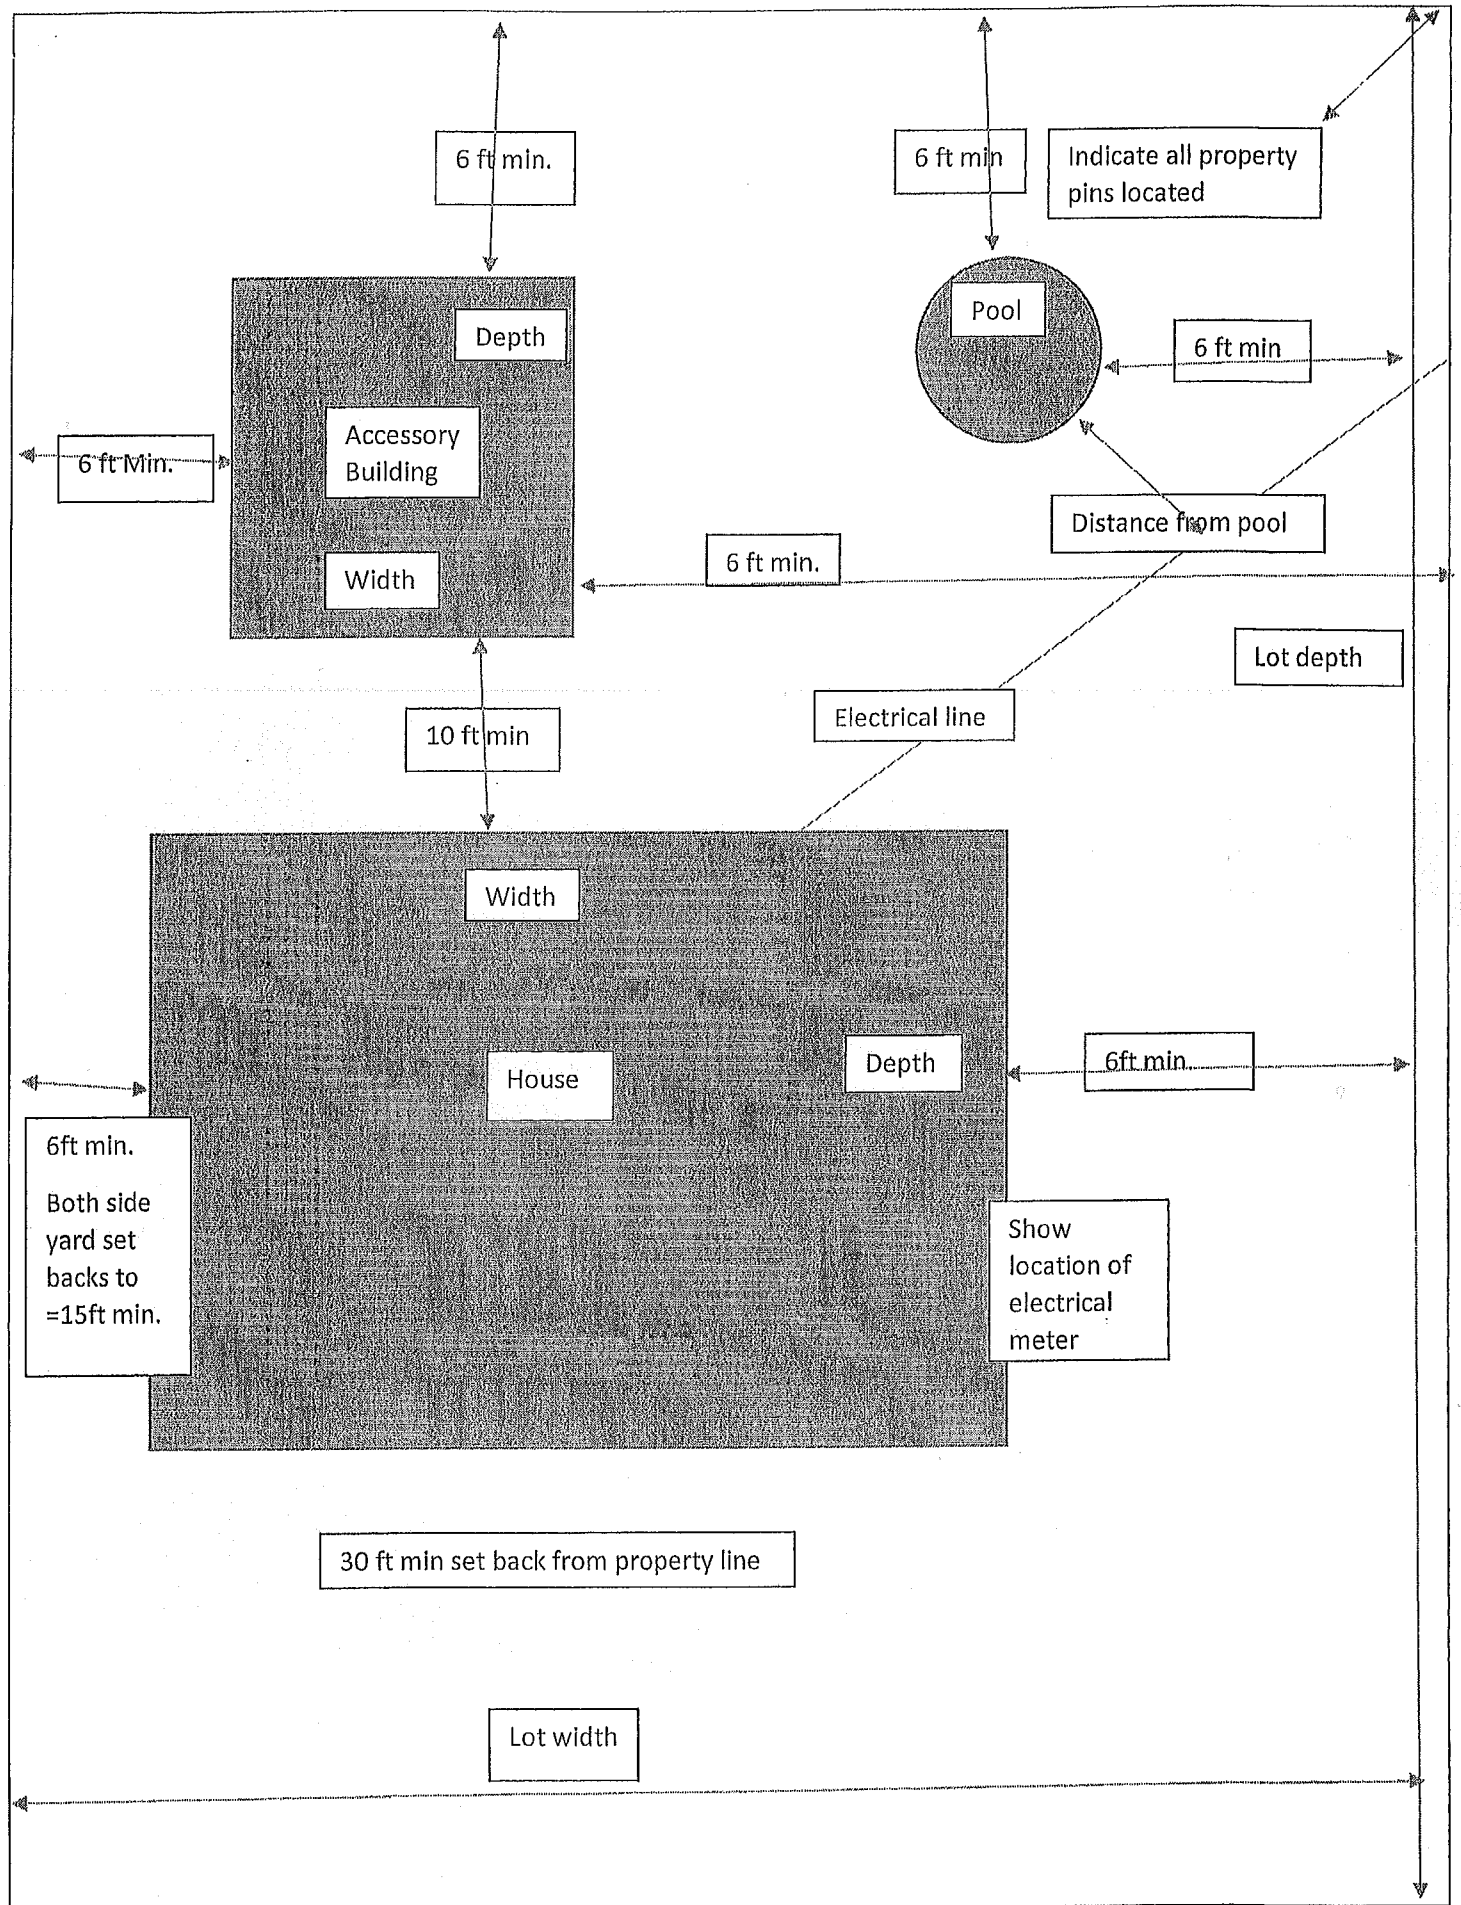 6 ft min.
6 ft min
Indicate all property
pins located
Pool
Depth
6 ft min
Accessory
Building
6 ft Min.
Distance from pool
6 ft min.
Width
Lot depth
Electrical line
10 ft min
Width
House
Depth
6ft min.
6ft min.
Both side
yard set
backs to
=15ft min.
Show
location of
electrical
meter
30 ft min set back from property line
Lot width